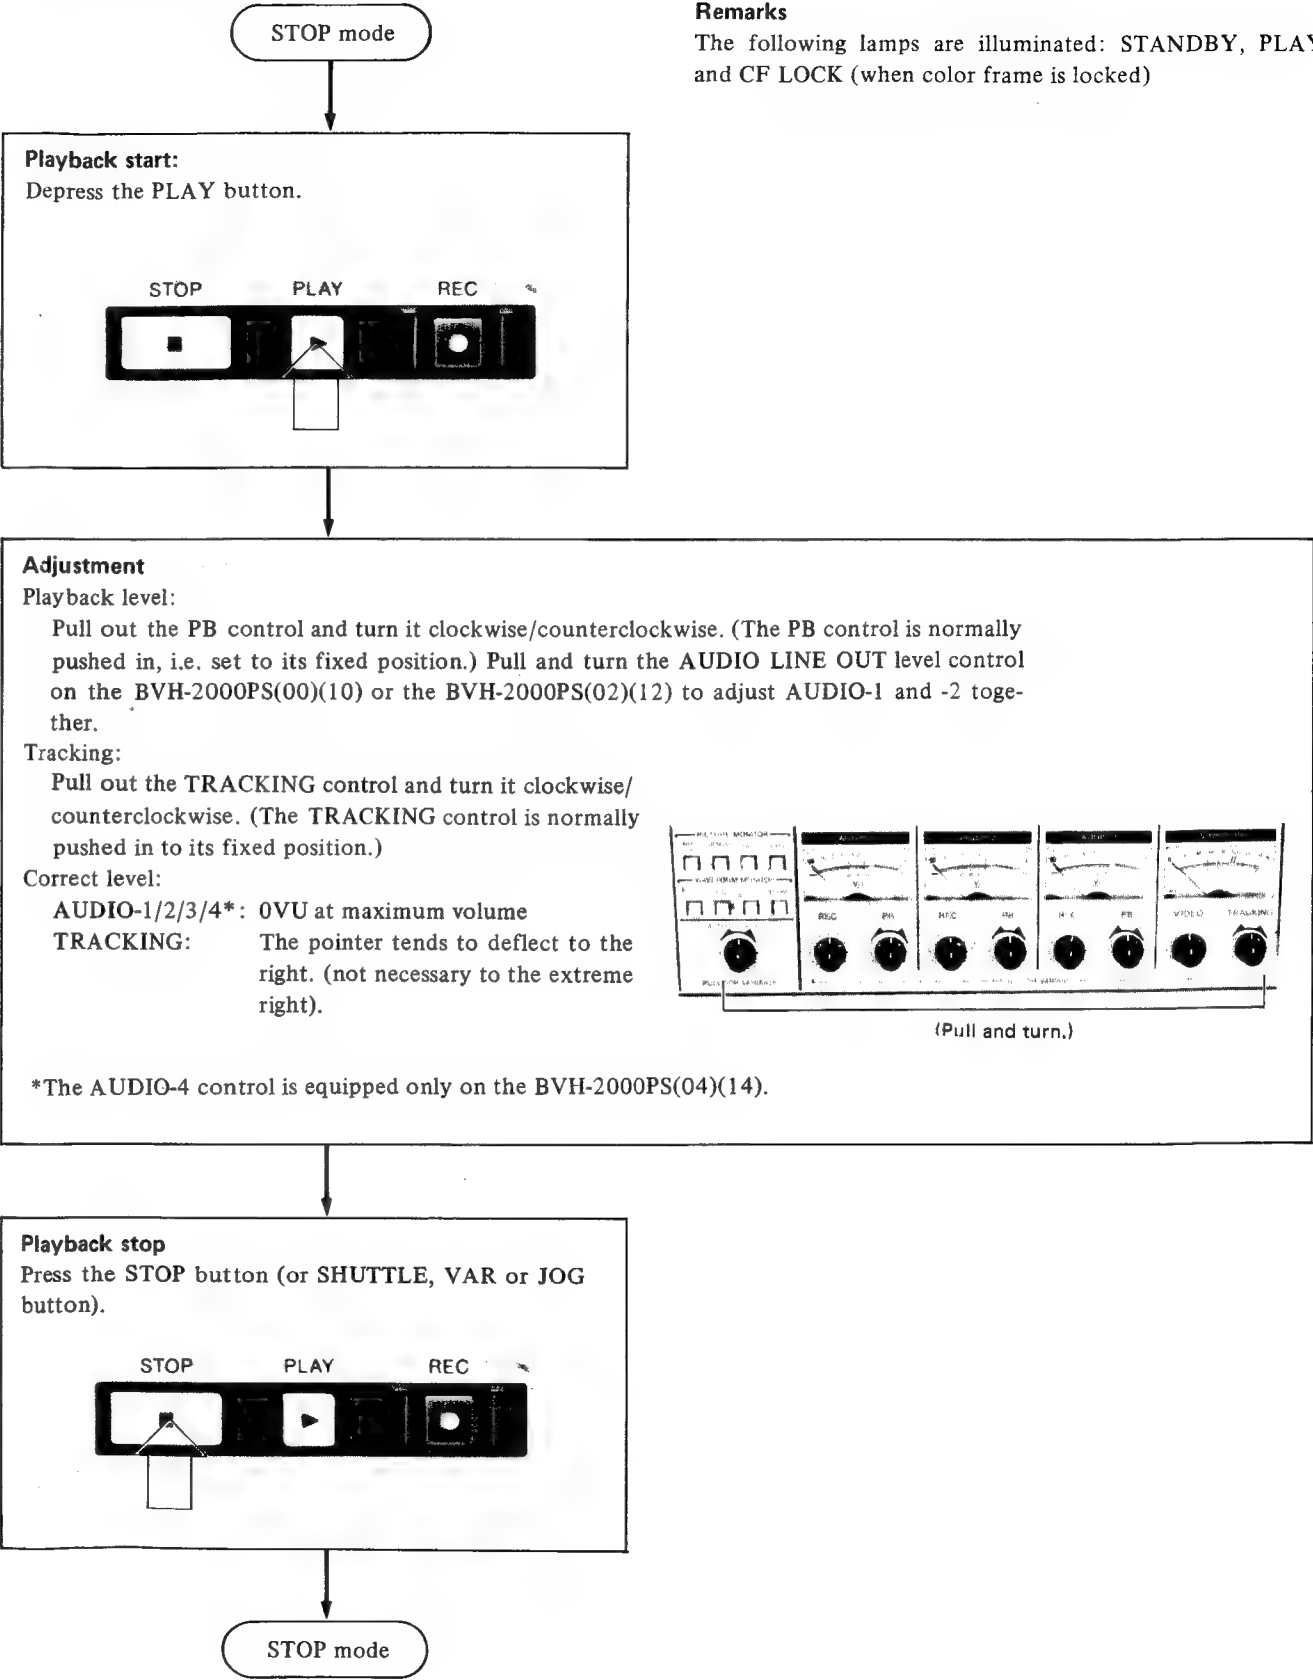 STOP mode
Remarks
The following lamps are illuminated: STANDBY, PLAY
and CF LOCK (when color frame is locked)
Playback start:
Depress the PLAY button.
STOP PLAY REC
Adjustment
Playback level:
Pull out the PB control and turn it clockwise/counterclockwise. (The PB control is normally
pushed in, i.e. set to its fixed position.) Pull and turn the AUDIO LINE OUT level control
on the BVH-2000PS(00)(10) or the BVH-2000PS(02)(12) to adjust AUDIO-1 and -2 toge-
ther.
Tracking:
Pull out the TRACKING control and turn it clockwise/
counterclockwise. (The TRACKING control is normally
pushed in to its fixed position.)
Correct level:
AUDIO-1/2/3/4*: 0VU at maximum volume
TRACKING: The pointer tends to deflect to the
right. (not necessary to the extreme
right).
PICTURE MONITOR
REC PB REC PB REC PB VIDEO TRACKING
(Pull and turn.)
*The AUDIO-4 control is equipped only on the BVH-2000PS(04)(14).
Playback stop
Press the STOP button (or SHUTTLE, VAR or JOG
button).
STOP PLAY REC
STOP mode